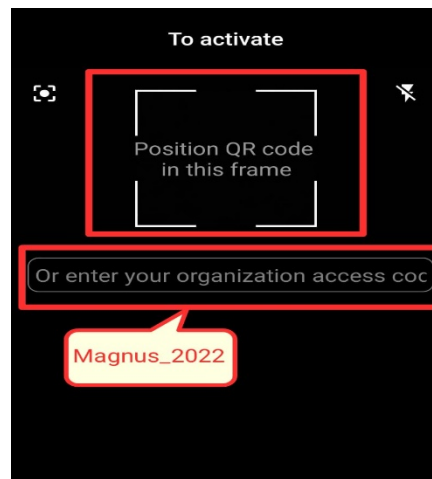 To activate
Position QR code
in this frame
Or enter your organization access coc
Magnus_2022